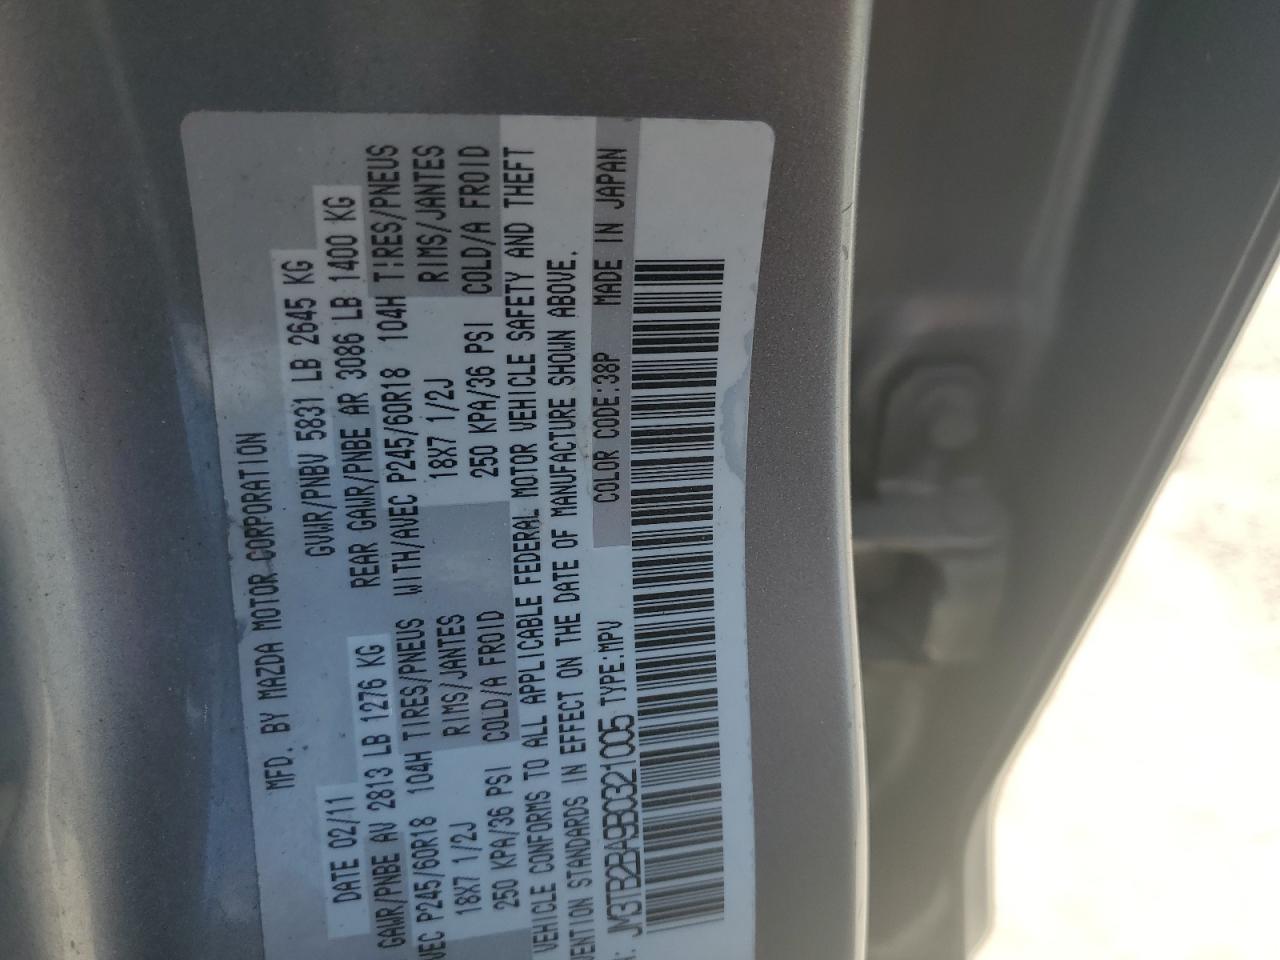 MFD. BY MAZDA MOTOR CORPORATION
DATE 02/11 GVWR/PNBV 5831 LB 2645 KG
GAWR/PNBE AV 2813 LB 1276 KG REAR GAWR/PNBE AR 3086 LB 1400 KG
P245/60R18 104H TIRES/PNEUS WITH/AVEC P245/60R18 104H TIRES/PNEUS
18X7 1/2J RIMS/JANTES 18X7 1/2J RIMS/JANTES
250 KPA/36 PSI COLD/A FROID 250 KPA/36 PSI COLD/A FROID
VEHICLE CONFORMS TO ALL APPLICABLE FEDERAL MOTOR VEHICLE SAFETY AND THEFT
STANDARDS IN EFFECT ON THE DATE OF MANUFACTURE SHOWN ABOVE.
JM3TB2BA9B0321005 TYPE:MPV COLOR CODE:38P MADE IN JAPAN